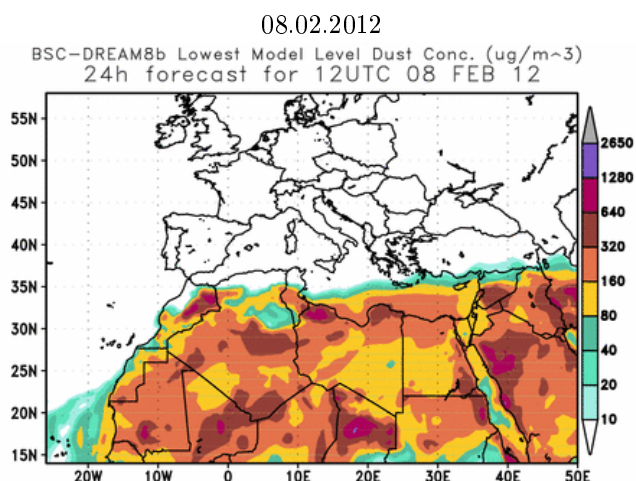 08.02.2012
BSC-DREAM8b Lowest Model Level Dust Conc. (ug/m^3)
24h forecast for 12UTC 08 FEB 12
55N
50N
45N
40N
35N
30N
25N
20N
15N
20W 10W 0 10E 20E 30E 40E 50E
2650
1280
640
320
160
80
40
20
10